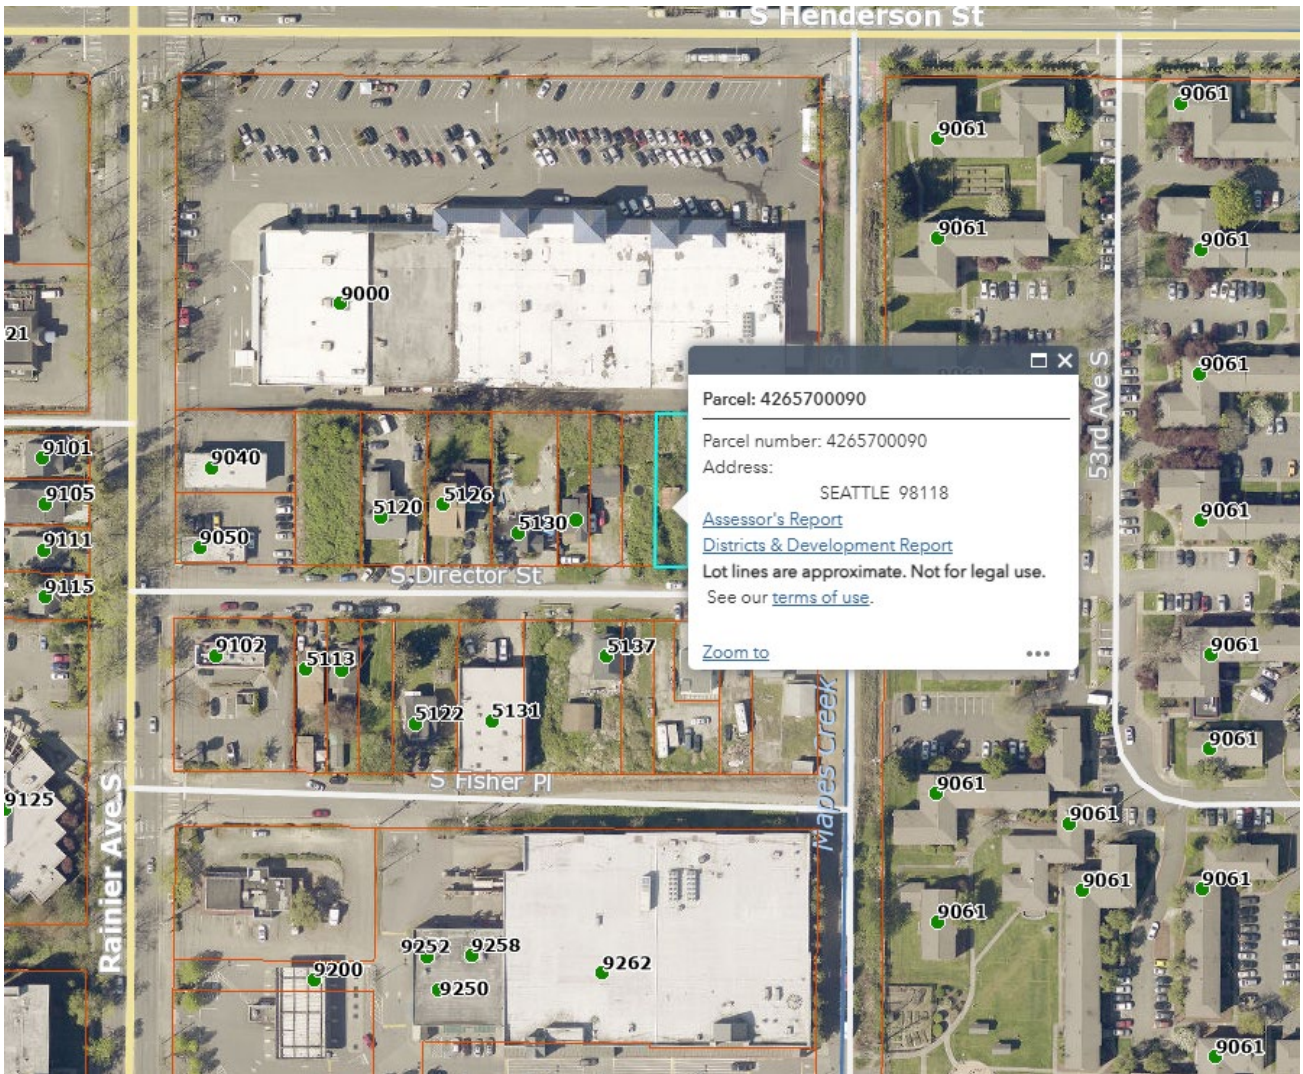 S Henderson St
9061
9061
9061
9061
9000
21
Parcel: 4265700090
Parcel number: 4265700090
Address:
SEATTLE 98118
Assessor's Report
Districts & Development Report
Lot lines are approximate. Not for legal use.
See our terms of use.
Zoom to
9061
53rd Ave S
9101
9040
9105
5120
5126
9061
5130
9111
9050
S Director St
9115
9102
5113
5137
9061
5122
5131
Mapes Creek
9061
S Fisher Pl
9125
Rainier Ave S
9061
9061
9061
9061
9061
9252
9258
9200
9262
9250
9061